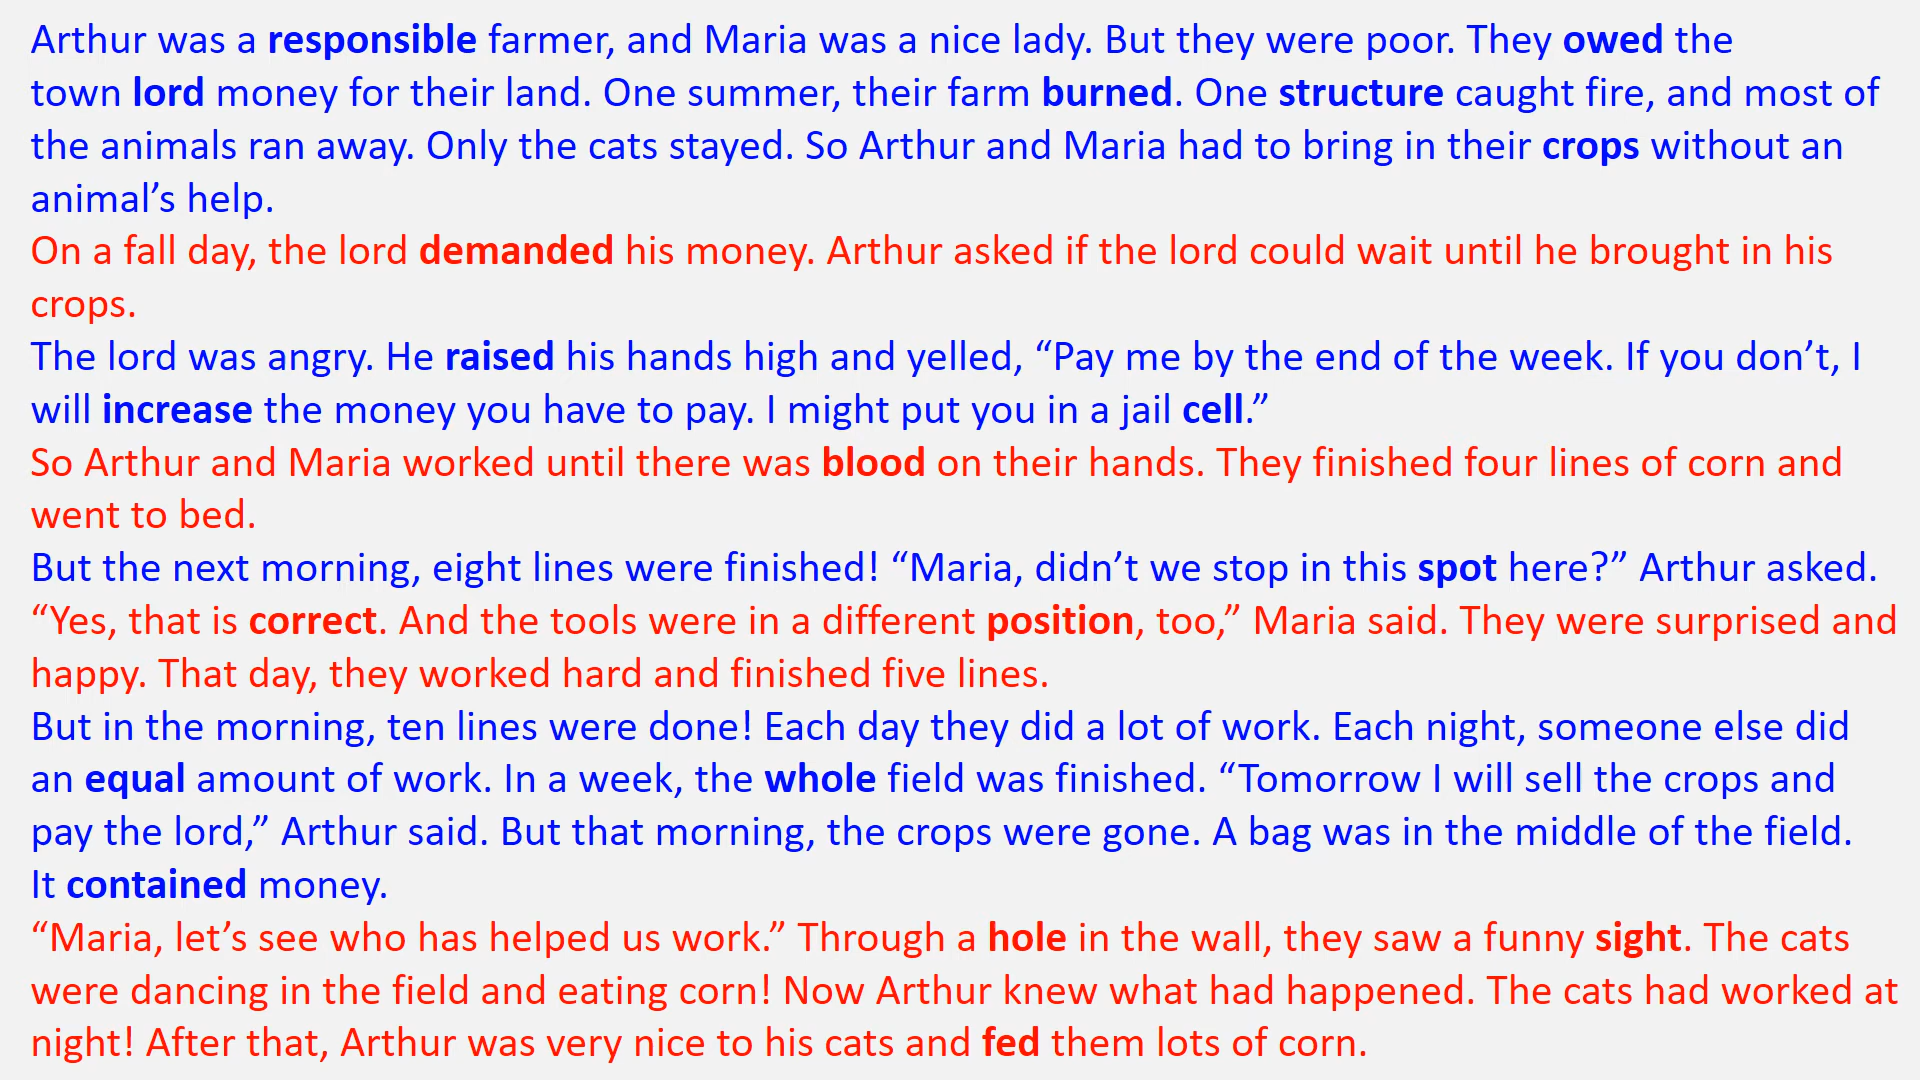 Arthur was a responsible farmer, and Maria was a nice lady. But they were poor. They owed the
town lord money for their land. One summer, their farm burned. One structure caught fire, and most of
the animals ran away. Only the cats stayed. So Arthur and Maria had to bring in their crops without an
animal’s help.
On a fall day, the lord demanded his money. Arthur asked if the lord could wait until he brought in his
crops.
The lord was angry. He raised his hands high and yelled, “Pay me by the end of the week. If you don’t, I
will increase the money you have to pay. I might put you in a jail cell.”
So Arthur and Maria worked until there was blood on their hands. They finished four lines of corn and
went to bed.
But the next morning, eight lines were finished! “Maria, didn’t we stop in this spot here?” Arthur asked.
“Yes, that is correct. And the tools were in a different position, too,” Maria said. They were surprised and
happy. That day, they worked hard and finished five lines.
But in the morning, ten lines were done! Each day they did a lot of work. Each night, someone else did
an equal amount of work. In a week, the whole field was finished. “Tomorrow I will sell the crops and
pay the lord,” Arthur said. But that morning, the crops were gone. A bag was in the middle of the field.
It contained money.
“Maria, let’s see who has helped us work.” Through a hole in the wall, they saw a funny sight. The cats
were dancing in the field and eating corn! Now Arthur knew what had happened. The cats had worked at
night! After that, Arthur was very nice to his cats and fed them lots of corn.